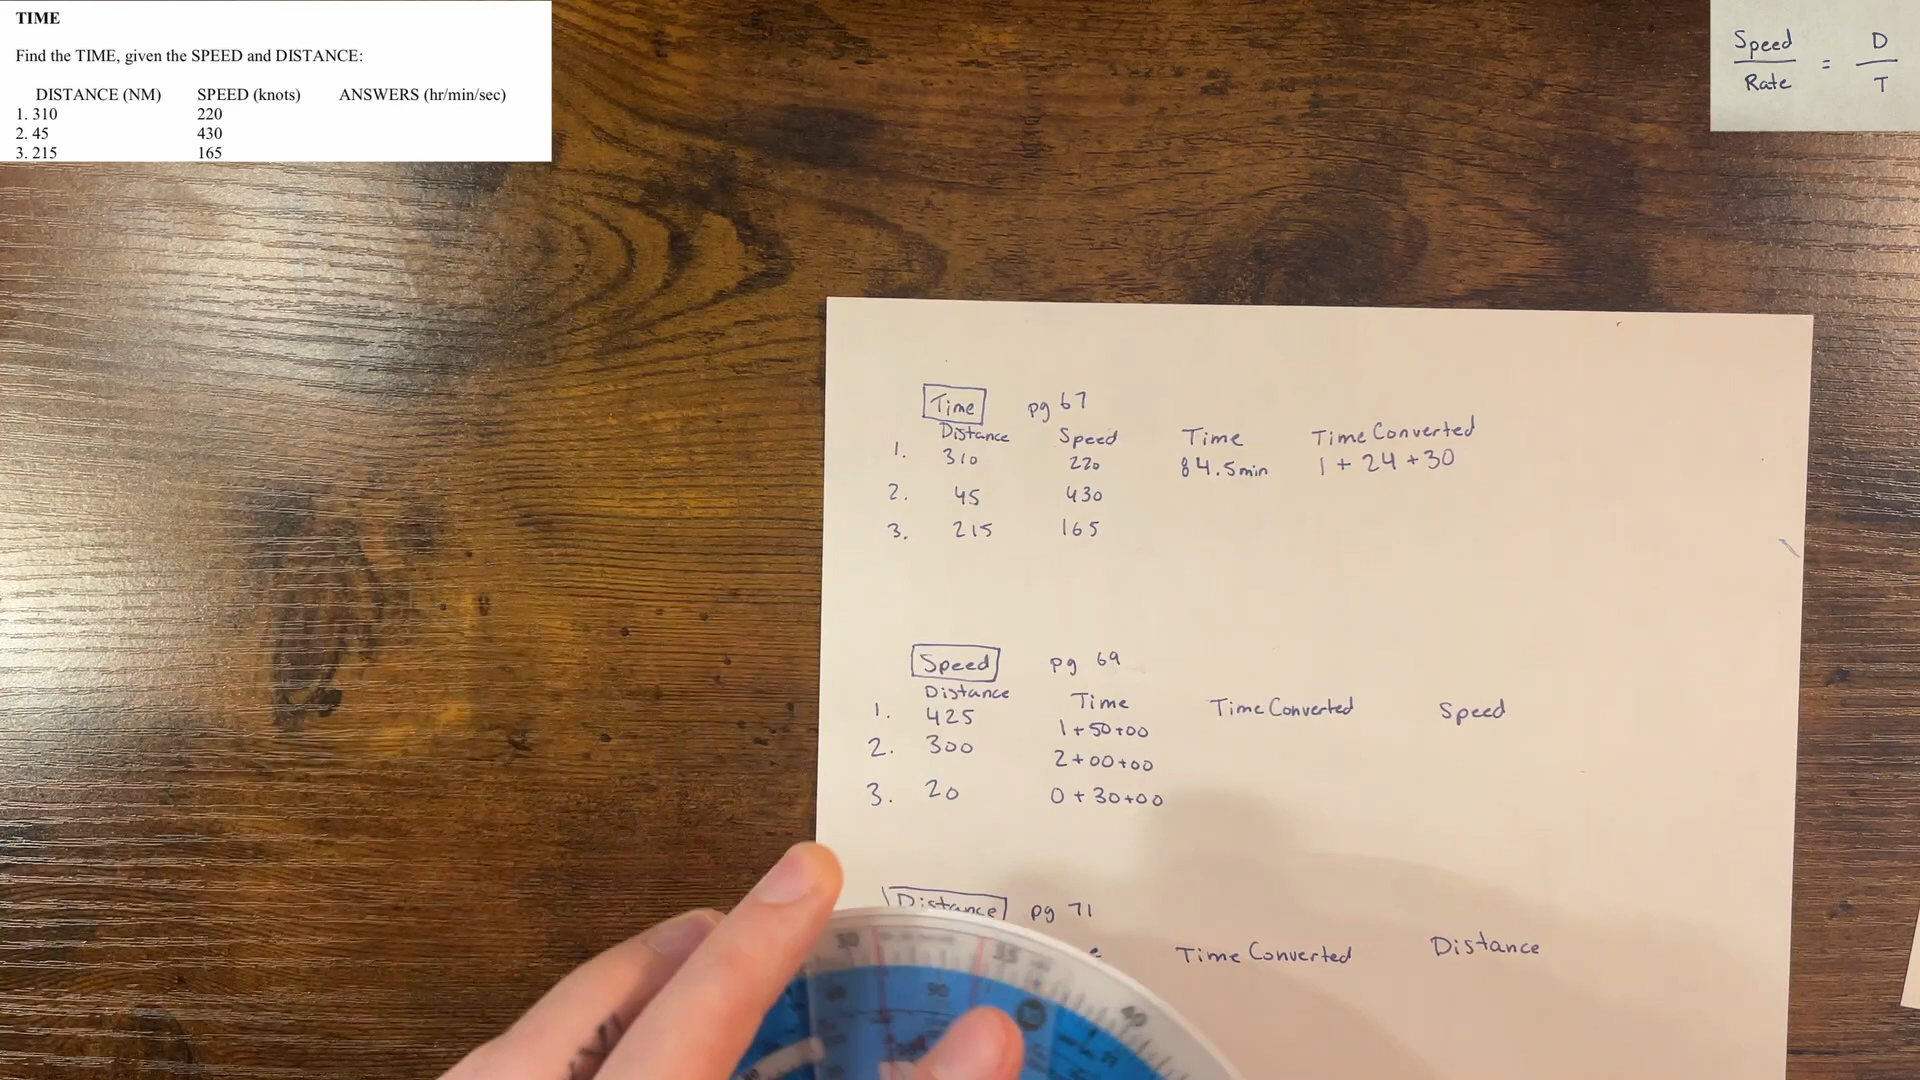 TIME
Find the TIME, given the SPEED and DISTANCE:
DISTANCE (NM) SPEED (knots) ANSWERS (hr/min/sec)
1. 310 220
2. 45 430
3. 215 165
Speed D
= 
Rate T
Time pg 67
Distance Speed Time Time Converted
1. 310 220 84.5min 1 + 24 + 30
2. 45 430
3. 215 165
Speed pg 69
Distance Time Time Converted Speed
1. 425 1+50+00
2. 300 2+00+00
3. 20 0 + 30+00
Distance pg 71
e Time Converted Distance
30 35 40
90